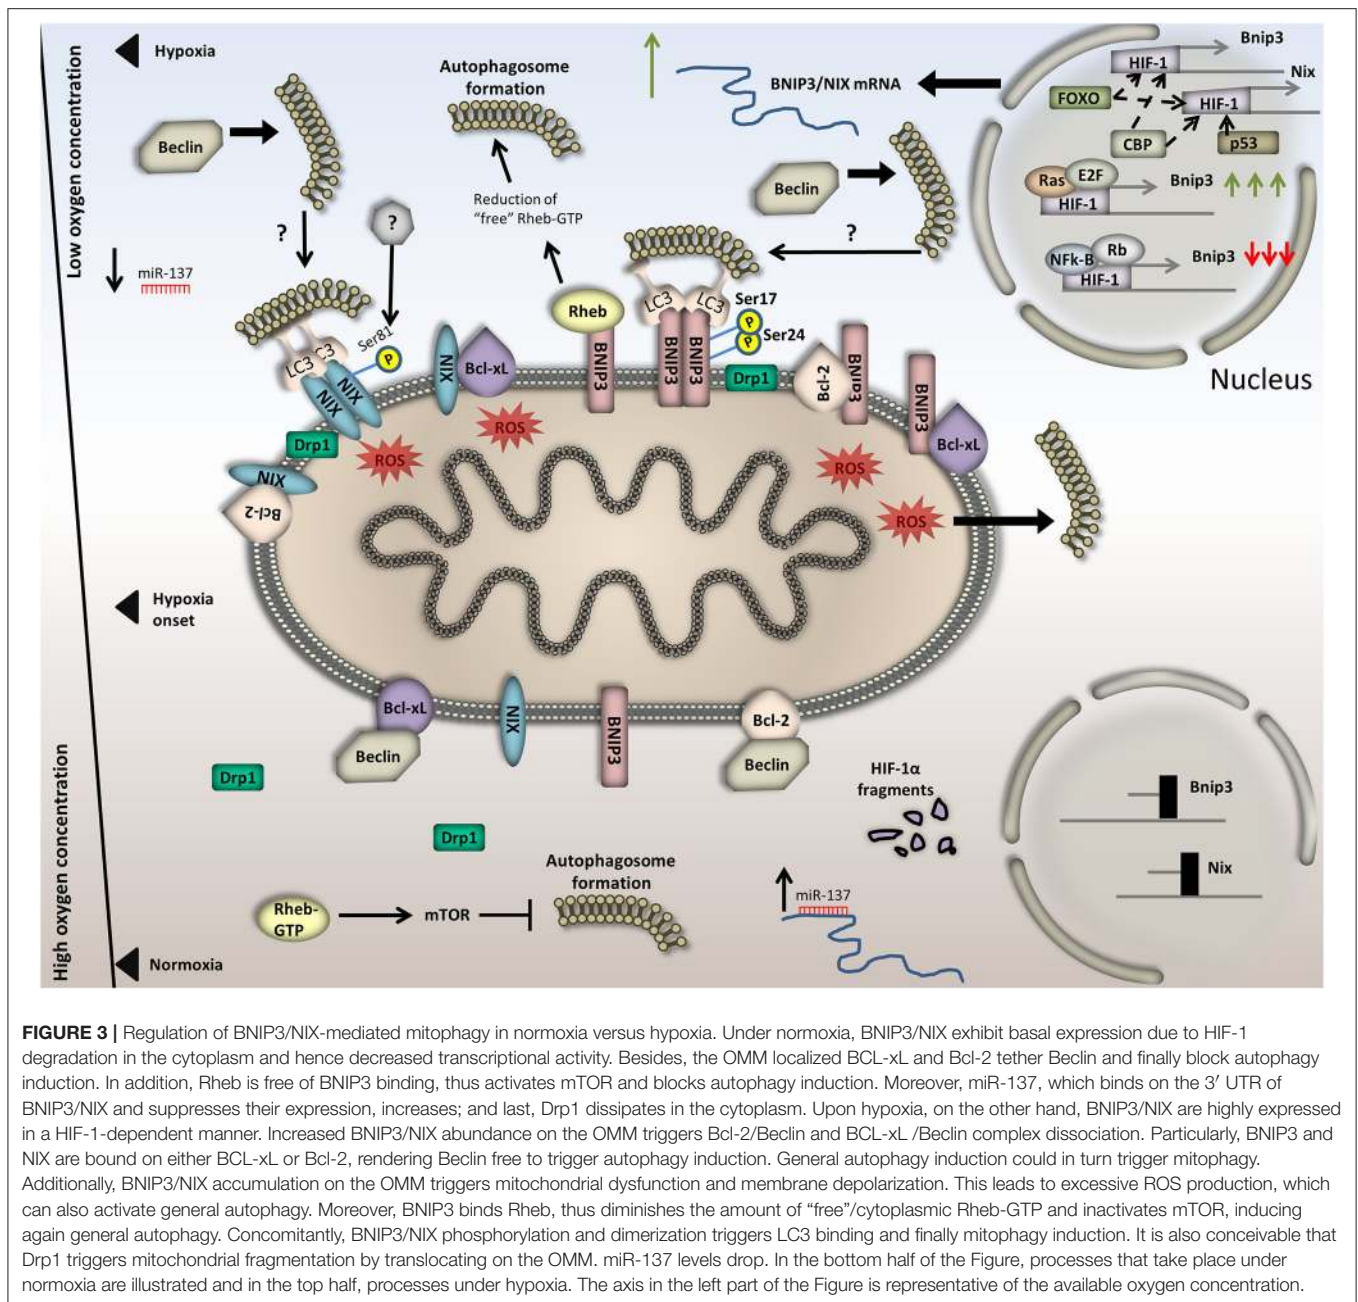 Low oxygen concentration
Hypoxia
Beclin
?
?
miR-137
Autophagosome
formation
Reduction of
"free" Rheb-GTP
BNIP3/NIX mRNA
Beclin
?
Bnip3
HIF-1
Nix
FOXO
HIF-1
CBP
p53
Ras
E2F
HIF-1
Bnip3
NFk-B
Rb
HIF-1
Bnip3
Nucleus
LC3
C3
Ser81
P
NIX
NIX
Drp1
NIX
Bcl-2
NIX
Bcl-xL
Rheb
BNIP3
LC3
LC3
Ser17
P
Ser24
P
BNIP3
BNIP3
Drp1
Bcl-2
BNIP3
BNIP3
Bcl-xL
ROS
ROS
ROS
ROS
Hypoxia
onset
High oxygen concentration
Bcl-xL
Beclin
NIX
BNIP3
Bcl-2
Beclin
Drp1
Drp1
HIF-1α
fragments
Bnip3
Nix
Rheb-
GTP
mTOR
Autophagosome
formation
miR-137
Normoxia
FIGURE 3 | Regulation of BNIP3/NIX-mediated mitophagy in normoxia versus hypoxia. Under normoxia, BNIP3/NIX exhibit basal expression due to HIF-1
degradation in the cytoplasm and hence decreased transcriptional activity. Besides, the OMM localized BCL-xL and Bcl-2 tether Beclin and finally block autophagy
induction. In addition, Rheb is free of BNIP3 binding, thus activates mTOR and blocks autophagy induction. Moreover, miR-137, which binds on the 3′ UTR of
BNIP3/NIX and suppresses their expression, increases; and last, Drp1 dissipates in the cytoplasm. Upon hypoxia, on the other hand, BNIP3/NIX are highly expressed
in a HIF-1-dependent manner. Increased BNIP3/NIX abundance on the OMM triggers Bcl-2/Beclin and BCL-xL /Beclin complex dissociation. Particularly, BNIP3 and
NIX are bound on either BCL-xL or Bcl-2, rendering Beclin free to trigger autophagy induction. General autophagy induction could in turn trigger mitophagy.
Additionally, BNIP3/NIX accumulation on the OMM triggers mitochondrial dysfunction and membrane depolarization. This leads to excessive ROS production, which
can also activate general autophagy. Moreover, BNIP3 binds Rheb, thus diminishes the amount of “free”/cytoplasmic Rheb-GTP and inactivates mTOR, inducing
again general autophagy. Concomitantly, BNIP3/NIX phosphorylation and dimerization triggers LC3 binding and finally mitophagy induction. It is also conceivable that
Drp1 triggers mitochondrial fragmentation by translocating on the OMM. miR-137 levels drop. In the bottom half of the Figure, processes that take place under
normoxia are illustrated and in the top half, processes under hypoxia. The axis in the left part of the Figure is representative of the available oxygen concentration.